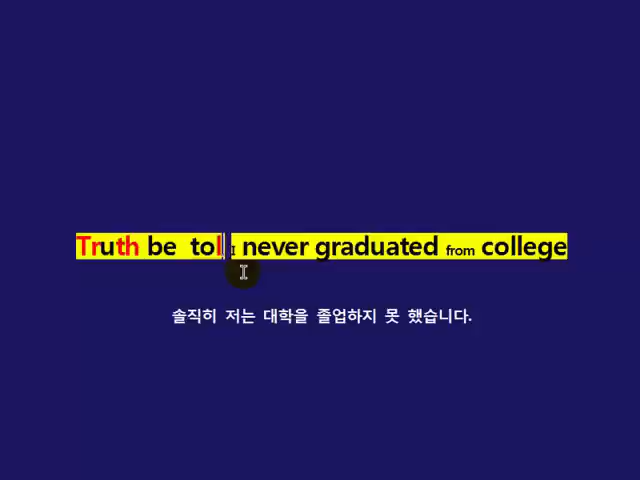 Truth be tol I never graduated from college
솔직히 저는 대학을 졸업하지 못 했습니다.